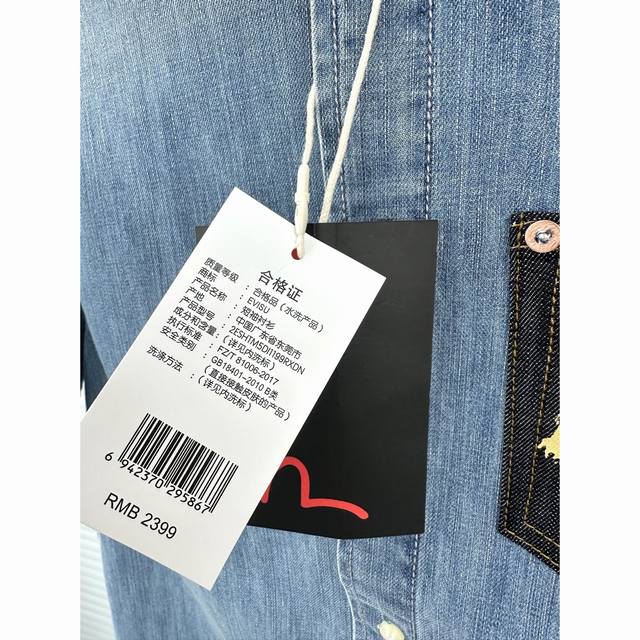 合格证
质量等级 : 合格品（水洗产品）
商标 : EVISU
产品名称 : 短袖衬衫
产地 : 中国广东省东莞市
产品型号 : 2ESHTM5DI1199RXDN
成分和含量 : （详见内洗标）
执行标准 : FZ/T 81006-2017
安全类别 : GB18401-2010 B类
（直接接触皮肤的产品）
洗涤方法 : （详见内洗标）
6 942370 295867
RMB 2399